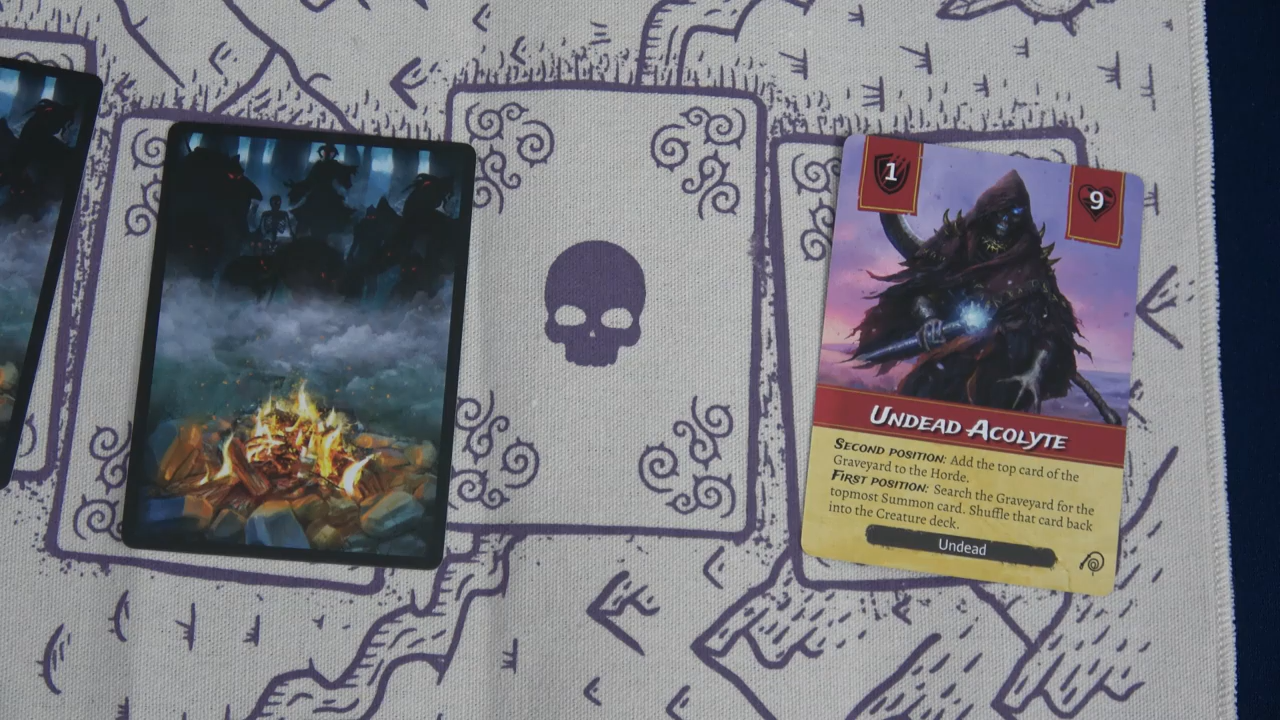 1
9
Undead Acolyte
Second position: Add the top card of the
Graveyard to the Horde.
First position: Search the Graveyard for the
topmost Summon card. Shuffle that card back
into the Creature deck.
Undead